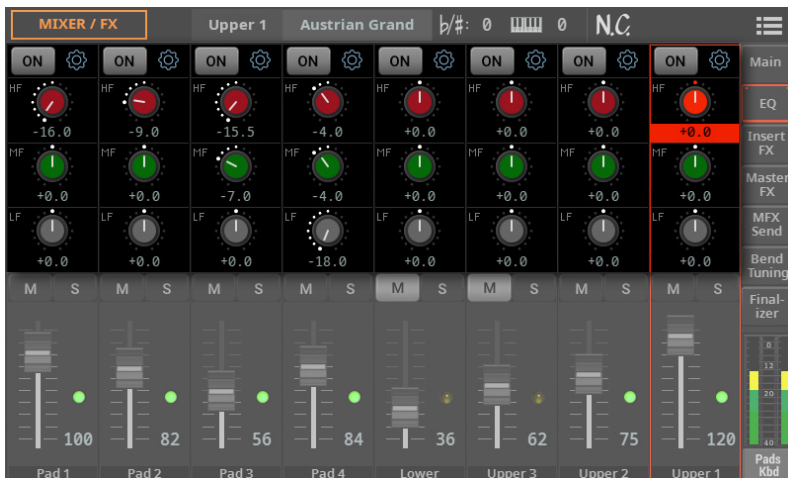 MIXER / FX Upper 1 Austrian Grand ♭/♯: 0 0 N.C.
ON ON ON ON ON ON ON ON
Main
HF HF HF HF HF HF HF HF
-16.0 -9.0 -15.5 -4.0 +0.0 +0.0 +0.0 +0.0
EQ
Insert
FX
MF MF MF MF MF MF MF MF
+0.0 +0.0 -7.0 -4.0 +0.0 +0.0 +0.0 +0.0
Master
FX
LF LF LF LF LF LF LF LF
+0.0 +0.0 +0.0 -18.0 +0.0 +0.0 +0.0 +0.0
MFX
Send
Bend
Tuning
M S M S M S M S M S M S M S M S
Final-
izer
0
12
20
40
100 82 56 84 36 62 75 120
Pad 1 Pad 2 Pad 3 Pad 4 Lower Upper 3 Upper 2 Upper 1
Pads
Kbd